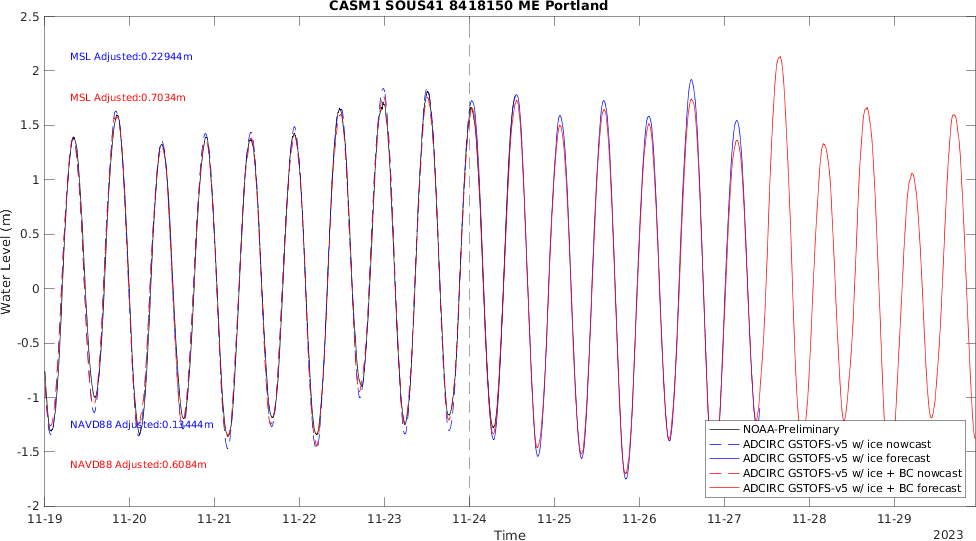 CASM1 SOUS41 8418150 ME Portland
2.5
2
1.5
1
0.5
0
-0.5
-1
-1.5
-2
Water Level (m)
MSL Adjusted:0.22944m
MSL Adjusted:0.7034m
NAVD88 Adjusted:0.13444m
NAVD88 Adjusted:0.6084m
NOAA-Preliminary
ADCIRC GSTOFS-v5 w/ ice nowcast
ADCIRC GSTOFS-v5 w/ ice forecast
ADCIRC GSTOFS-v5 w/ ice + BC nowcast
ADCIRC GSTOFS-v5 w/ ice + BC forecast
11-19 11-20 11-21 11-22 11-23 11-24 11-25 11-26 11-27 11-28 11-29
Time
2023